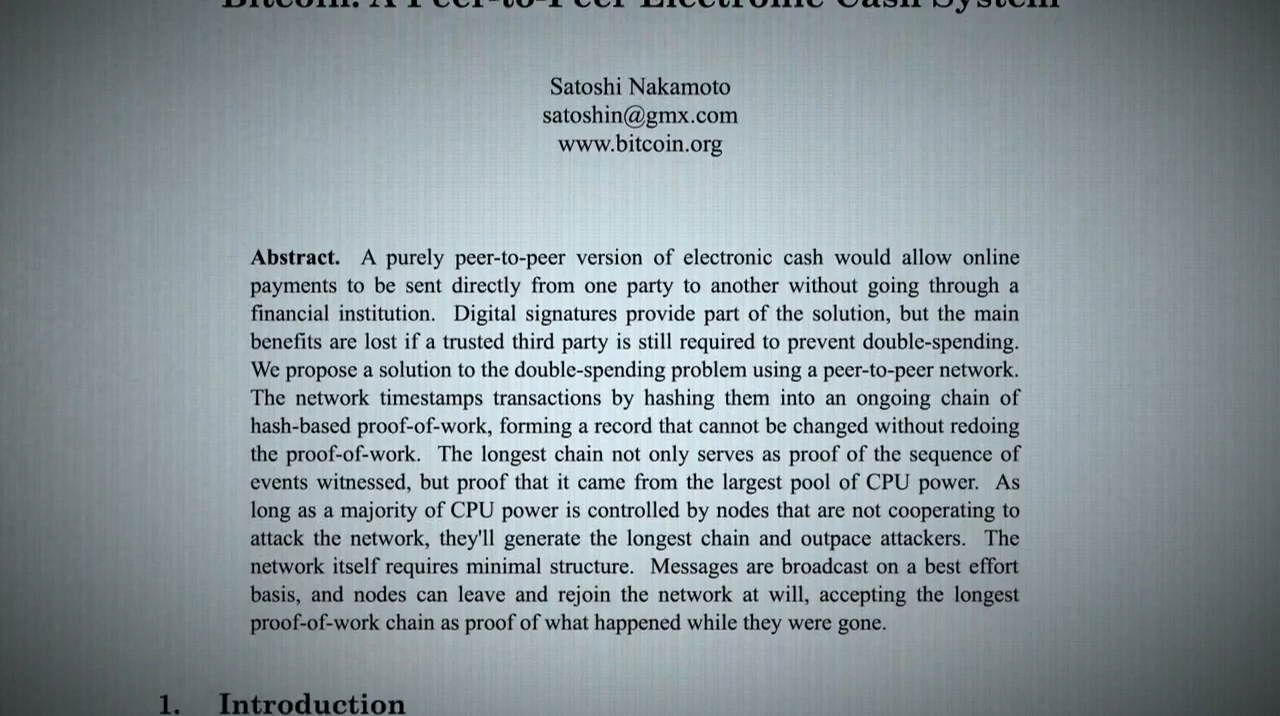 Bitcoin: A Peer-to-Peer Electronic Cash System
Satoshi Nakamoto
satoshin@gmx.com
www.bitcoin.org
Abstract. A purely peer-to-peer version of electronic cash would allow online
payments to be sent directly from one party to another without going through a
financial institution. Digital signatures provide part of the solution, but the main
benefits are lost if a trusted third party is still required to prevent double-spending.
We propose a solution to the double-spending problem using a peer-to-peer network.
The network timestamps transactions by hashing them into an ongoing chain of
hash-based proof-of-work, forming a record that cannot be changed without redoing
the proof-of-work. The longest chain not only serves as proof of the sequence of
events witnessed, but proof that it came from the largest pool of CPU power. As
long as a majority of CPU power is controlled by nodes that are not cooperating to
attack the network, they'll generate the longest chain and outpace attackers. The
network itself requires minimal structure. Messages are broadcast on a best effort
basis, and nodes can leave and rejoin the network at will, accepting the longest
proof-of-work chain as proof of what happened while they were gone.
1. Introduction